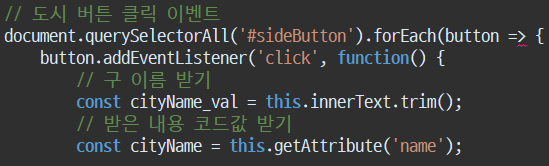 // 도시 버튼 클릭 이벤트
document.querySelectorAll('#sideButton').forEach(button => {
    button.addEventListener('click', function() {
        // 구 이름 받기
        const cityName_val = this.innerText.trim();
        // 받은 내용 코드값 받기
        const cityName = this.getAttribute('name');